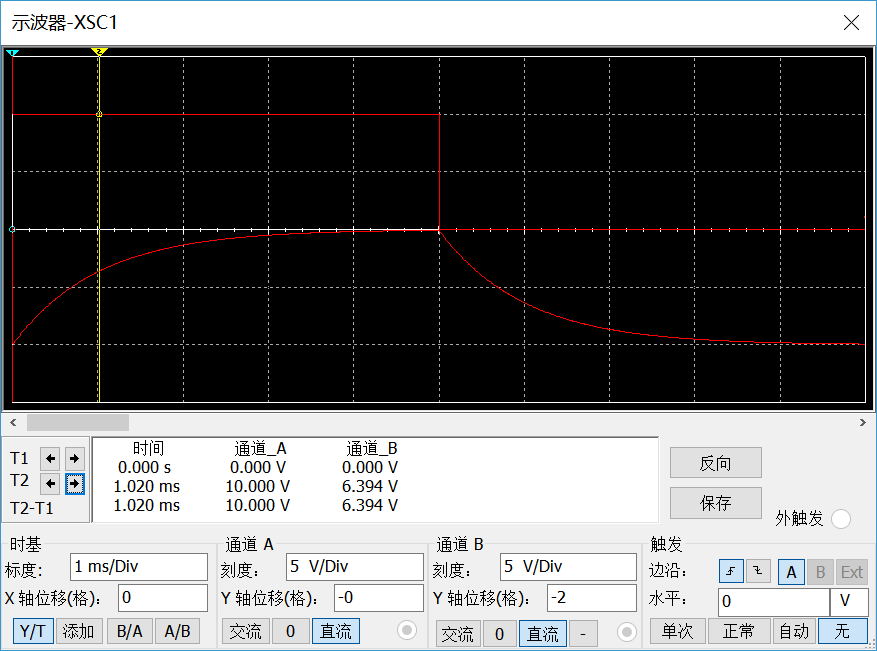 示波器-XSC1
时间 通道_A 通道_B
T1 0.000 s 0.000 V 0.000 V
T2 1.020 ms 10.000 V 6.394 V
T2-T1 1.020 ms 10.000 V 6.394 V
反向
保存
外触发
时基
标度: 1 ms/Div
X 轴位移(格): 0
Y/T 添加 B/A A/B
通道 A
刻度: 5 V/Div
Y 轴位移(格): -0
交流 0 直流
通道 B
刻度: 5 V/Div
Y 轴位移(格): -2
交流 0 直流 -
触发
边沿: A B Ext
水平: 0 V
单次 正常 自动 无